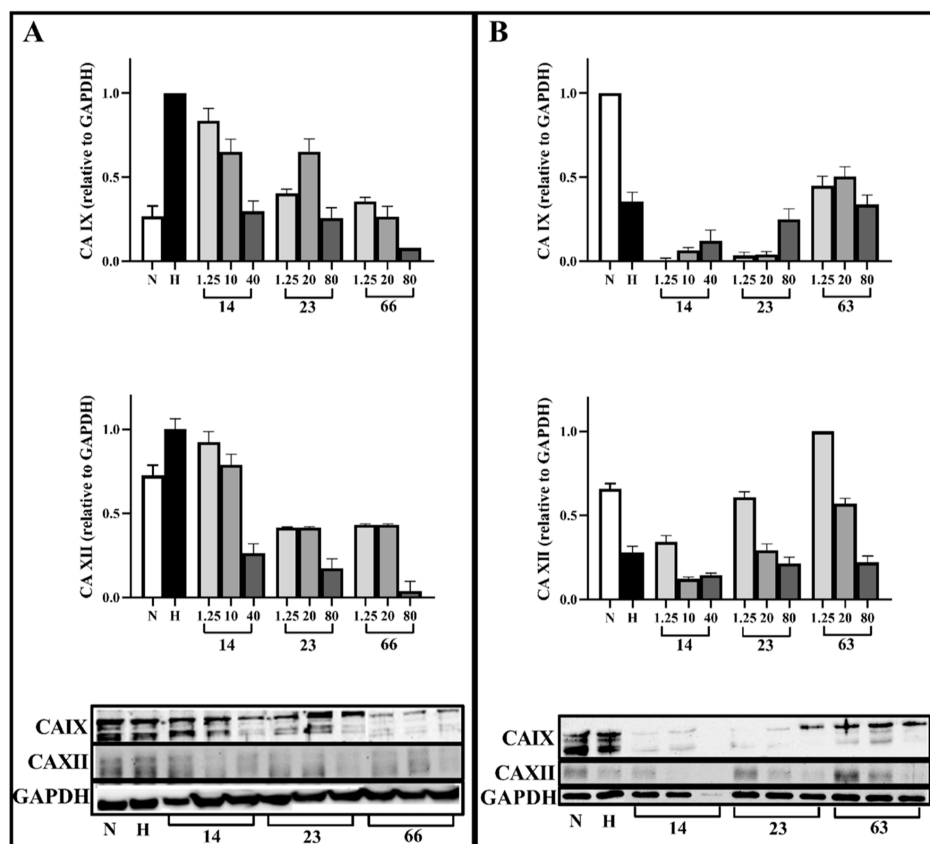 A
CA IX (relative to GAPDH)
1.0
0.5
0.0
N H 1.25 10 40 1.25 20 80 1.25 20 80
14 23 66
CA XII (relative to GAPDH)
1.0
0.5
0.0
N H 1.25 10 40 1.25 20 80 1.25 20 80
14 23 66
CAIX
CAXII
GAPDH
N H 14 23 66
B
CA IX (relative to GAPDH)
1.0
0.5
0.0
N H 1.25 10 40 1.25 20 80 1.25 20 80
14 23 63
CA XII (relative to GAPDH)
1.0
0.5
0.0
N H 1.25 10 40 1.25 20 80 1.25 20 80
14 23 63
CAIX
CAXII
GAPDH
N H 14 23 63